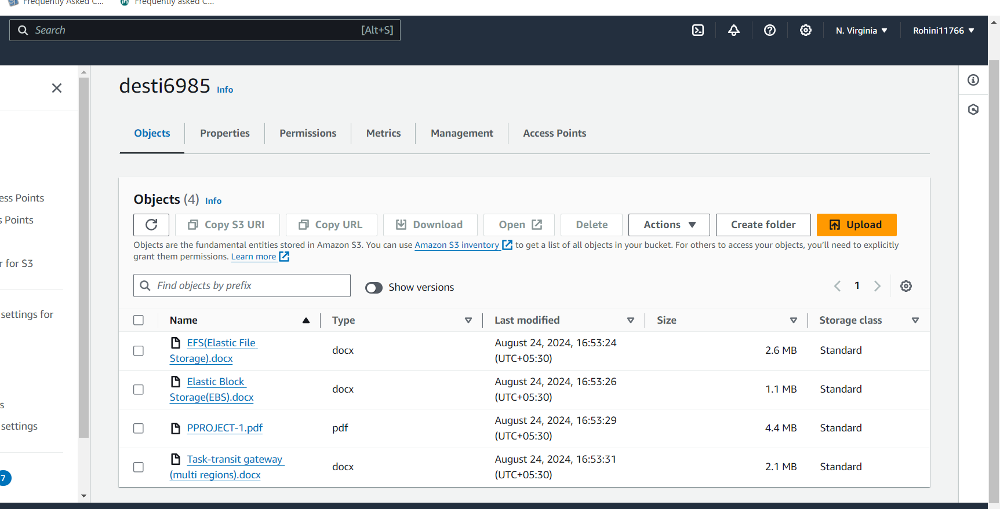 Frequently Asked C...
Frequently asked C...
Search
[Alt+S]
N. Virginia
Rohini11766
desti6985
Info
Objects
Properties
Permissions
Metrics
Management
Access Points
ess Points
s Points
r for S3
settings for
s
settings
7
Objects (4) Info
Copy S3 URI
Copy URL
Download
Open
Delete
Actions
Create folder
Upload
Objects are the fundamental entities stored in Amazon S3. You can use Amazon S3 inventory to get a list of all objects in your bucket. For others to access your objects, you'll need to explicitly
grant them permissions. Learn more
Find objects by prefix
Show versions
1
Name
Type
Last modified
Size
Storage class
EFS(Elastic File
Storage).docx
docx
August 24, 2024, 16:53:24
(UTC+05:30)
2.6 MB
Standard
Elastic Block
Storage(EBS).docx
docx
August 24, 2024, 16:53:26
(UTC+05:30)
1.1 MB
Standard
PPROJECT-1.pdf
pdf
August 24, 2024, 16:53:29
(UTC+05:30)
4.4 MB
Standard
Task-transit gateway
(multi regions).docx
docx
August 24, 2024, 16:53:31
(UTC+05:30)
2.1 MB
Standard